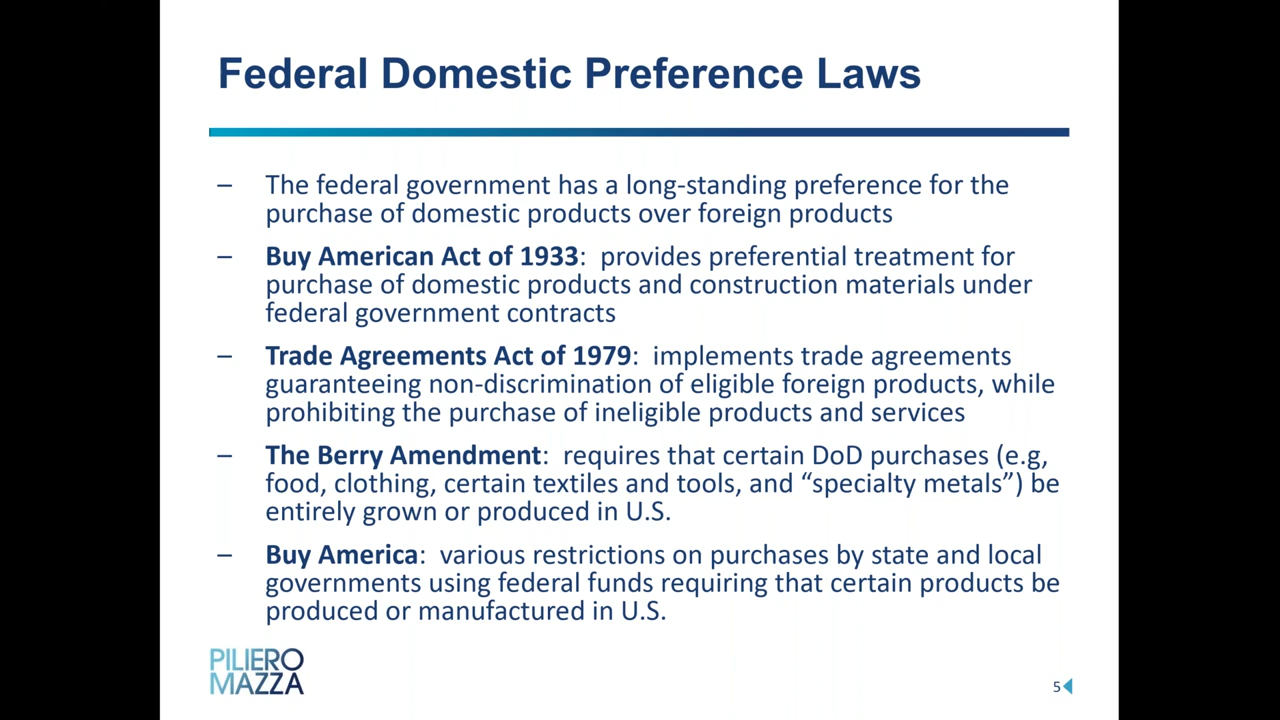 Federal Domestic Preference Laws
– The federal government has a long-standing preference for the
purchase of domestic products over foreign products
– Buy American Act of 1933:  provides preferential treatment for
purchase of domestic products and construction materials under
federal government contracts
– Trade Agreements Act of 1979:  implements trade agreements
guaranteeing non-discrimination of eligible foreign products, while
prohibiting the purchase of ineligible products and services
– The Berry Amendment:  requires that certain DoD purchases (e.g,
food, clothing, certain textiles and tools, and “specialty metals”) be
entirely grown or produced in U.S.
– Buy America:  various restrictions on purchases by state and local
governments using federal funds requiring that certain products be
produced or manufactured in U.S.
PILIERO
MAZZA
5